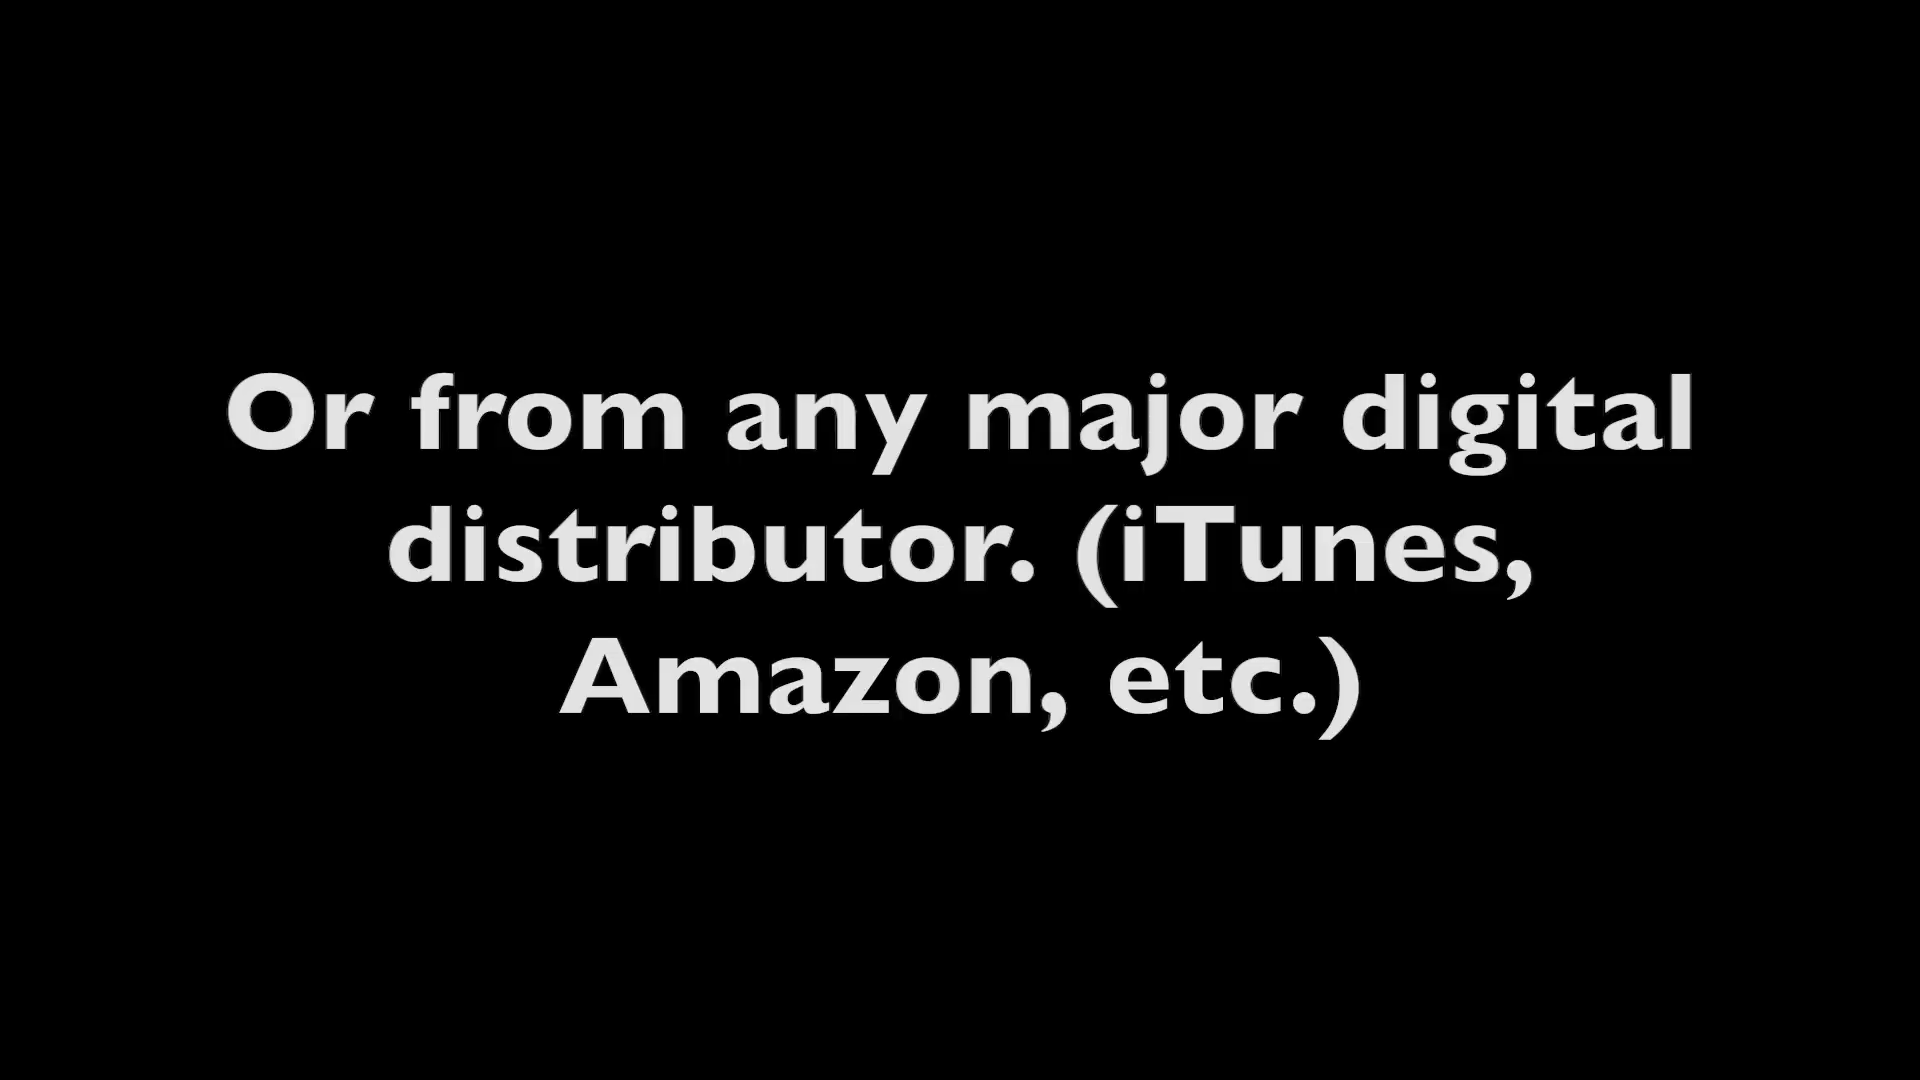 Or from any major digital
distributor. (iTunes,
Amazon, etc.)